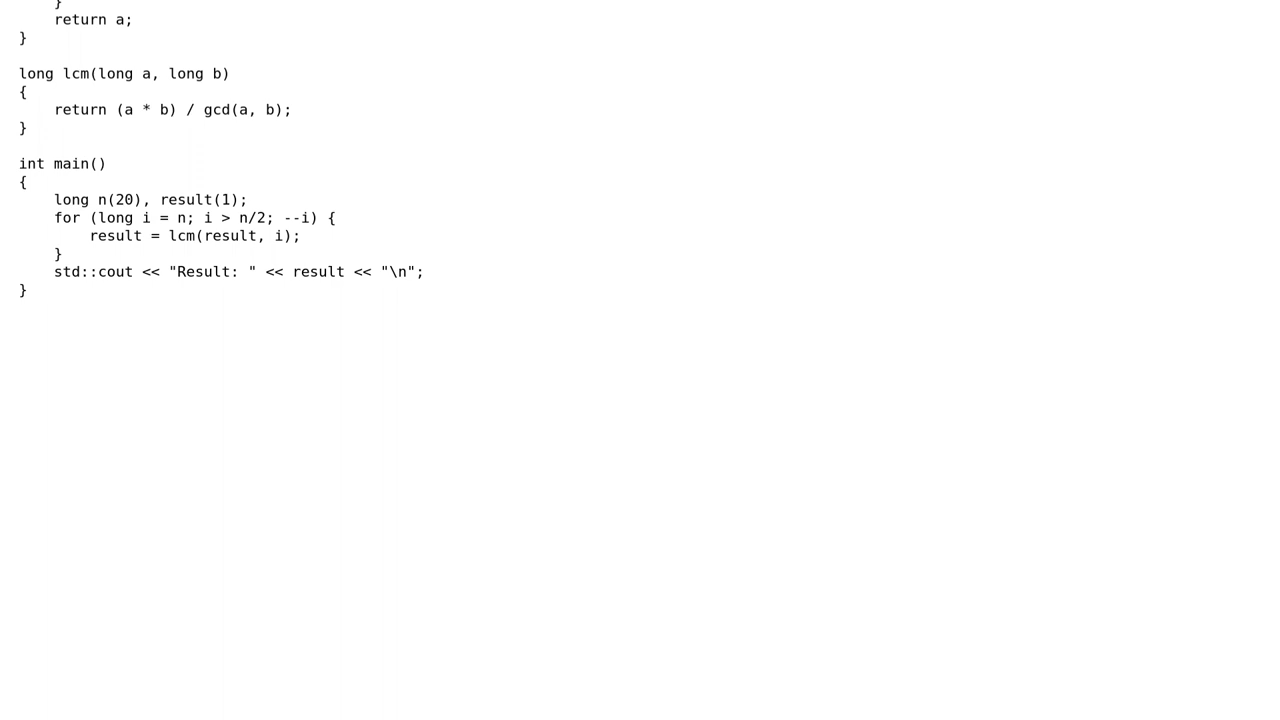 }
return a;
}
long lcm(long a, long b)
{
return (a * b) / gcd(a, b);
}
int main()
{
long n(20), result(1);
for (long i = n; i > n/2; --i) {
result = lcm(result, i);
}
std::cout << "Result: " << result << "\n";
}